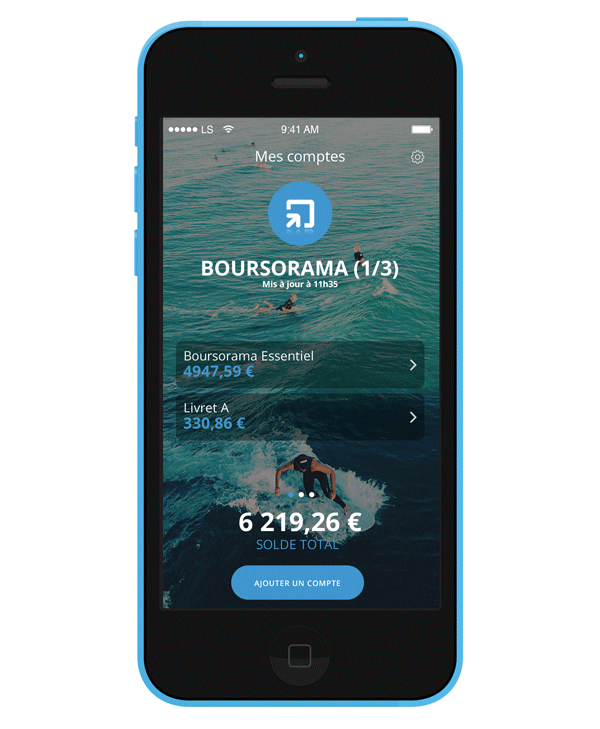 LS
9:41 AM
Mes comptes
BOURSORAMA (1/3)
Mis à jour à 11h35
Boursorama Essentiel
4947,59 €
Livret A
330,86 €
6 219,26 €
SOLDE TOTAL
AJOUTER UN COMPTE